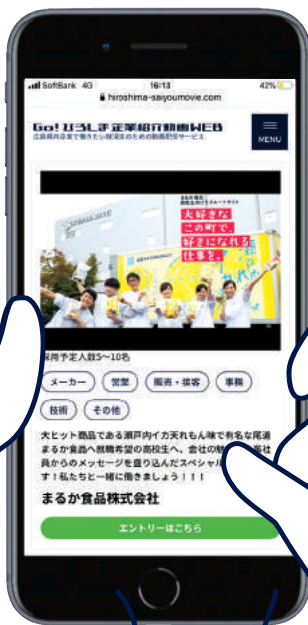 SoftBank 4G 16:13 42%
hiroshima-saiyoumovie.com
Go! ひろしま企業紹介動画WEB
広島県内企業で働きたい就活生のための動画配信サービス
MENU
まるか食品
大好きな
この町で、
好きになれる
仕事を。
採用予定人数5〜10名
メーカー 営業 販売・接客 事務
技術 その他
大ヒット商品である瀬戸内イカ天れもん味で有名な尾道
まるか食品へ就職希望の高校生へ、会社の
員からのメッセージを盛り込んだスペシャル
す!私たちと一緒に働きましょう!!!
まるか食品株式会社
エントリーはこちら